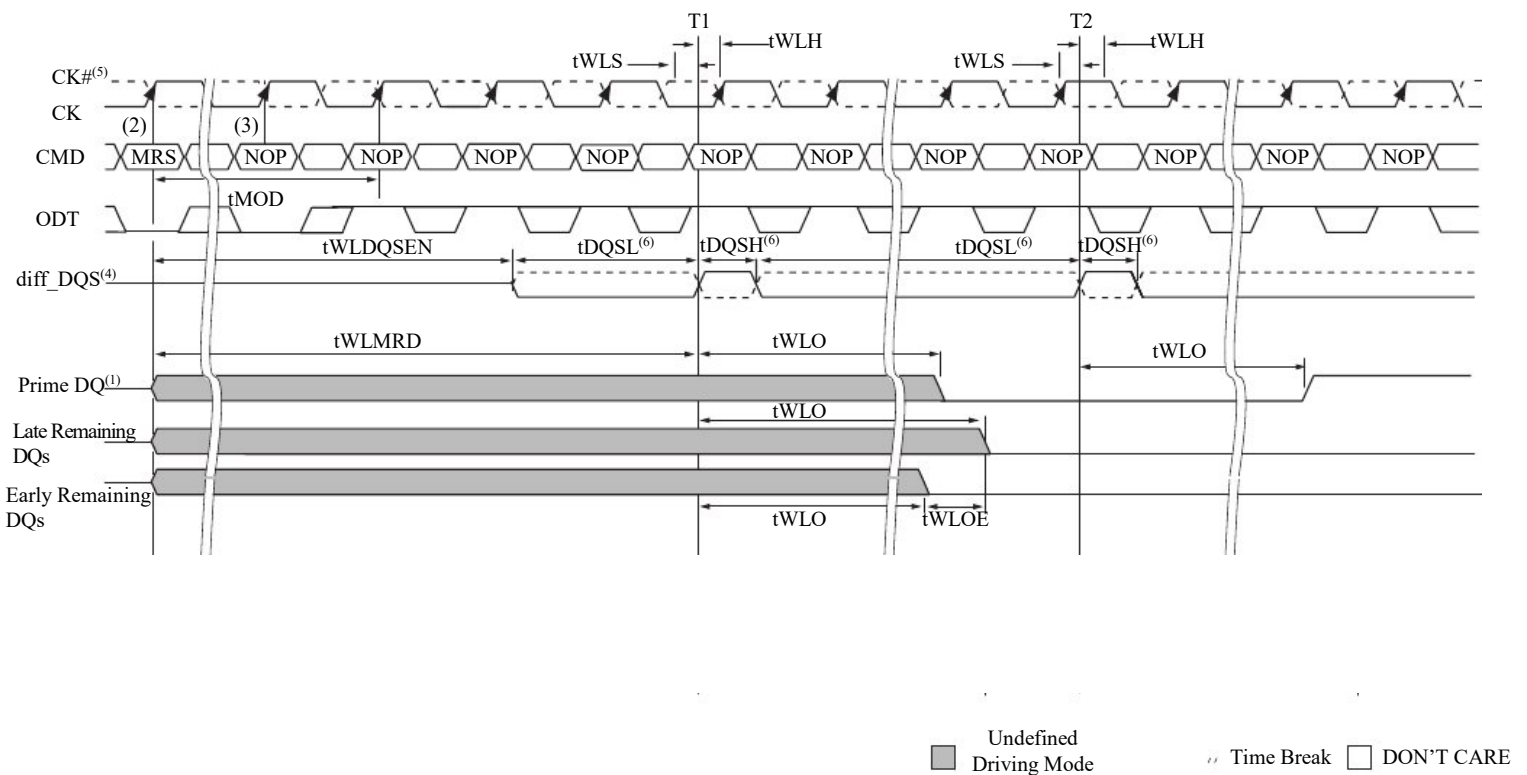 T1 T2
tWLH tWLH
tWLS tWLS
CK#(5)
CK
(2) (3)
CMD MRS NOP NOP NOP NOP NOP NOP NOP NOP NOP NOP NOP
tMOD
ODT
tWLDQSEN tDQSL(6) tDQSH(6) tDQSL(6) tDQSH(6)
diff_DQS(4)
tWLMRD tWLO tWLO
Prime DQ(1)
tWLO
Late Remaining
DQs
Early Remaining
DQs
tWLO tWLOE
Undefined
Driving Mode
Time Break
DON'T CARE